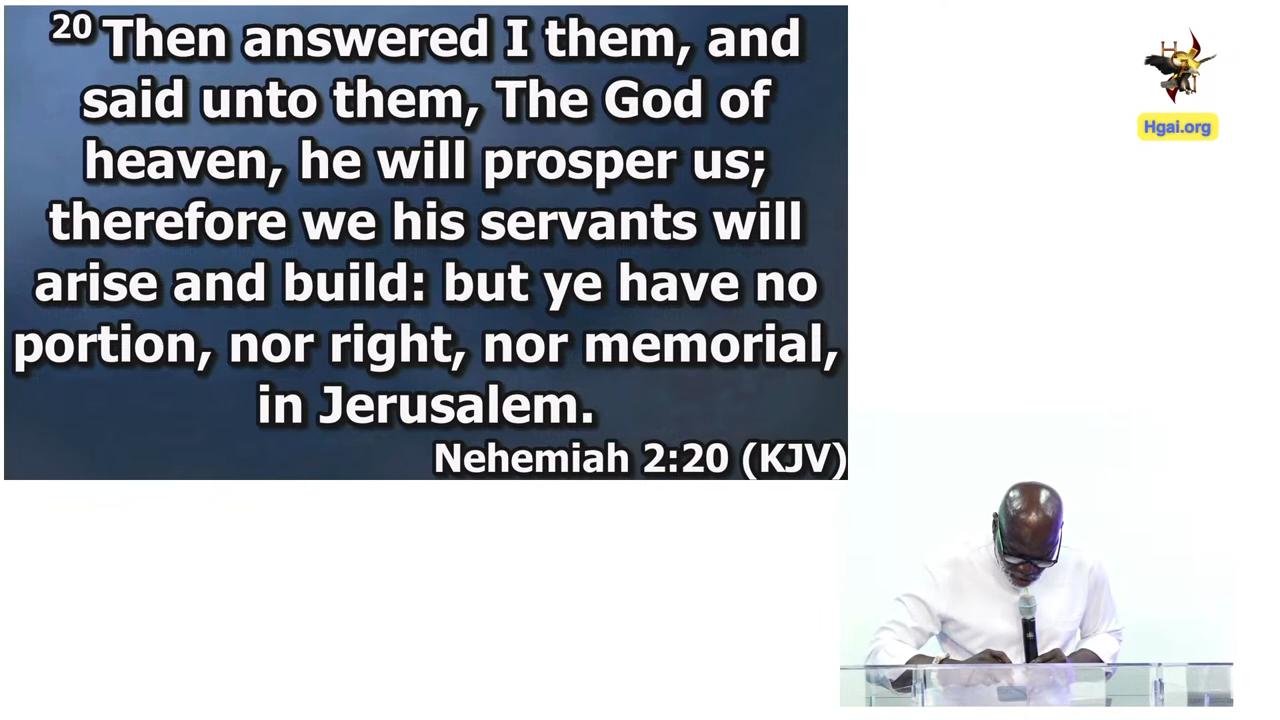 20 Then answered I them, and
said unto them, The God of
heaven, he will prosper us;
therefore we his servants will
arise and build: but ye have no
portion, nor right, nor memorial,
in Jerusalem.
Nehemiah 2:20 (KJV)
Hgai.org